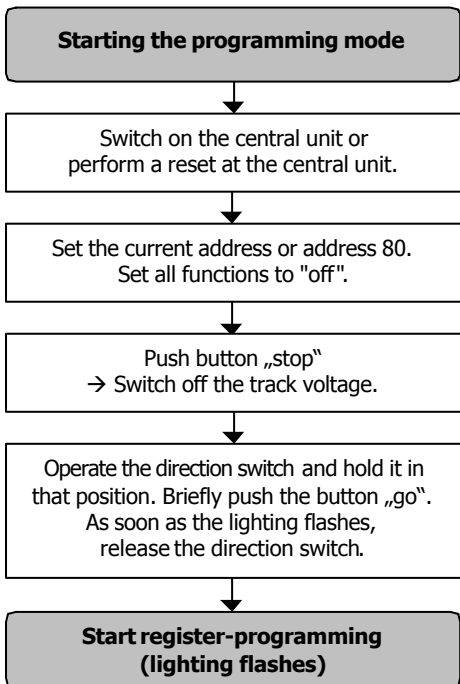 Starting the programming mode
Switch on the central unit or
perform a reset at the central unit.
Set the current address or address 80.
Set all functions to "off".
Push button „stop“
→ Switch off the track voltage.
Operate the direction switch and hold it in
that position. Briefly push the button „go“.
As soon as the lighting flashes,
release the direction switch.
Start register-programming
(lighting flashes)